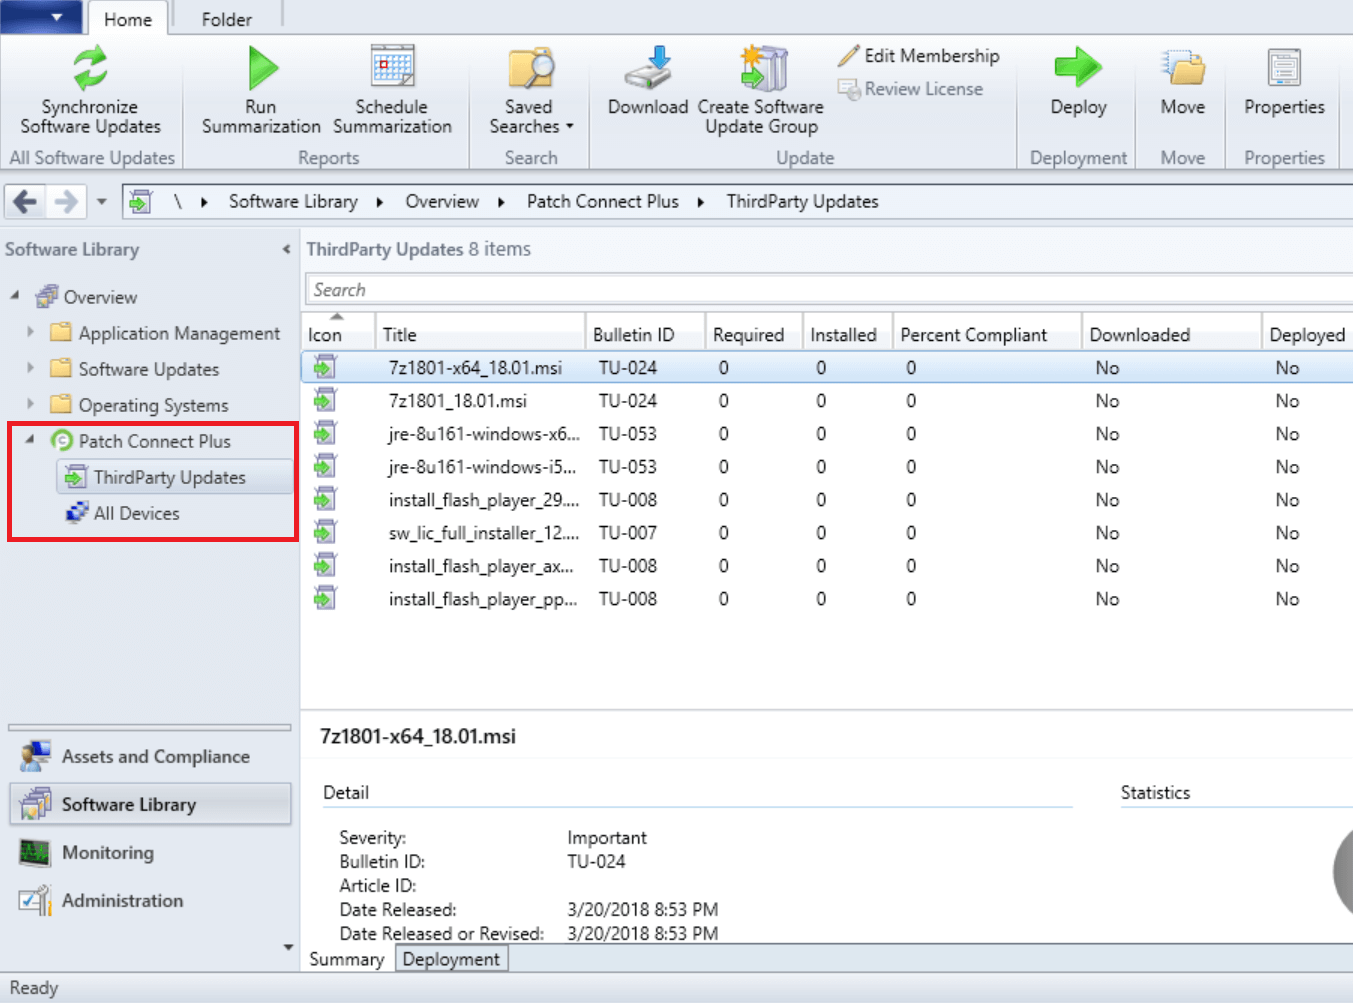 Home Folder
Synchronize
Software Updates
Run
Summarization
Schedule
Summarization
Saved
Searches
Download
Create Software
Update Group
Edit Membership
Review License
Deploy
Move
Properties
All Software Updates
Reports
Search
Update
Deployment
Move
Properties
\ Software Library Overview Patch Connect Plus ThirdParty Updates
Software Library
Overview
Application Management
Software Updates
Operating Systems
Patch Connect Plus
ThirdParty Updates
All Devices
Assets and Compliance
Software Library
Monitoring
Administration
ThirdParty Updates 8 items
Search
Icon Title Bulletin ID Required Installed Percent Compliant Downloaded Deployed
7z1801-x64_18.01.msi TU-024 0 0 0 No No
7z1801_18.01.msi TU-024 0 0 0 No No
jre-8u161-windows-x6... TU-053 0 0 0 No No
jre-8u161-windows-i5... TU-053 0 0 0 No No
install_flash_player_29.... TU-008 0 0 0 No No
sw_lic_full_installer_12.... TU-007 0 0 0 No No
install_flash_player_ax... TU-008 0 0 0 No No
install_flash_player_pp... TU-008 0 0 0 No No
7z1801-x64_18.01.msi
Detail
Severity: Important
Bulletin ID: TU-024
Article ID:
Date Released: 3/20/2018 8:53 PM
Date Released or Revised: 3/20/2018 8:53 PM
Statistics
Summary Deployment
Ready